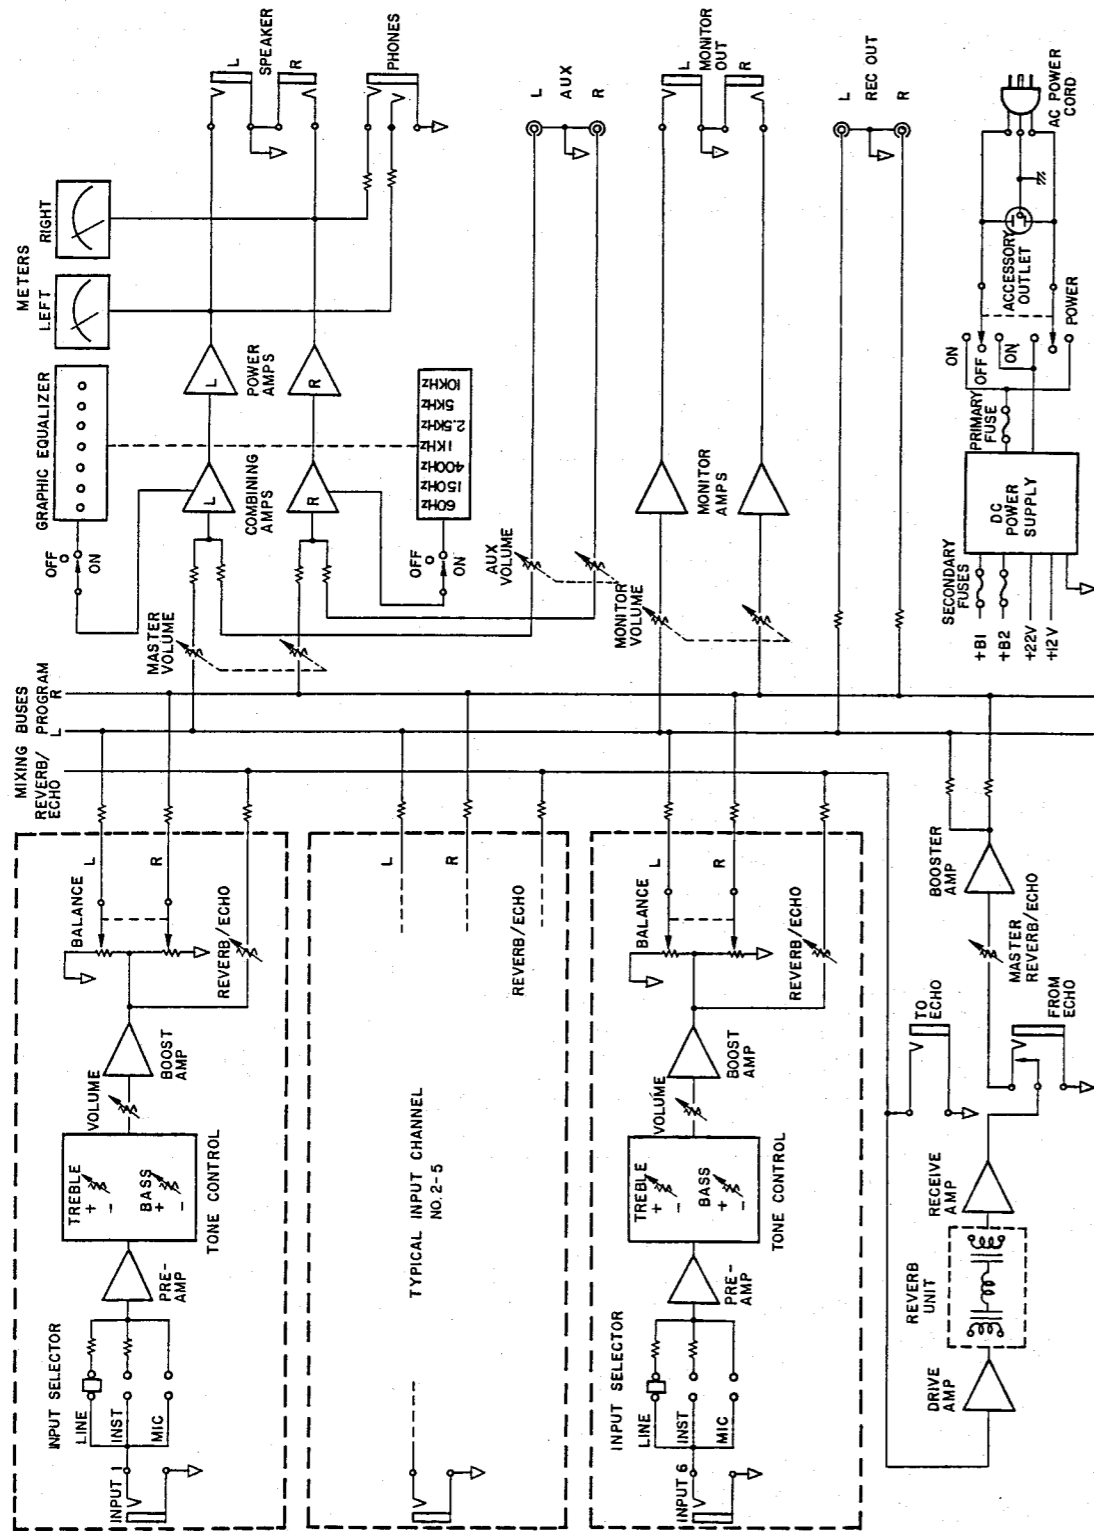 INPUT 1
INPUT SELECTOR
LINE
INST
MIC
PRE-
AMP
TREBLE
+
-
BASS
+
-
TONE CONTROL
VOLUME
BOOST
AMP
BALANCE
L
R
REVERB/ECHO
TYPICAL INPUT CHANNEL
NO. 2-5
L
R
REVERB/ECHO
INPUT 6
INPUT SELECTOR
LINE
INST
MIC
PRE-
AMP
TREBLE
+
-
BASS
+
-
TONE CONTROL
VOLUME
BOOST
AMP
BALANCE
L
R
REVERB/ECHO
DRIVE
AMP
REVERB
UNIT
RECEIVE
AMP
TO
ECHO
FROM
ECHO
MASTER
REVERB/ECHO
BOOSTER
AMP
MIXING BUSES
REVERB/
ECHO
PROGRAM
L
R
MASTER
VOLUME
OFF
ON
GRAPHIC EQUALIZER
COMBINING
AMPS
L
R
POWER
AMPS
L
R
OFF
ON
60HZ
150HZ
400HZ
1KHZ
2.5KHZ
5KHZ
10KHZ
METERS
LEFT
RIGHT
L
SPEAKER
R
PHONES
AUX
VOLUME
L
AUX
R
MONITOR
VOLUME
MONITOR
AMPS
L
MONITOR
OUT
R
L
REC OUT
R
SECONDARY
FUSES
+B1
+B2
+22V
+12V
DC
POWER
SUPPLY
PRIMARY
FUSE
ON
OFF
ON
POWER
ACCESSORY
OUTLET
AC POWER
CORD